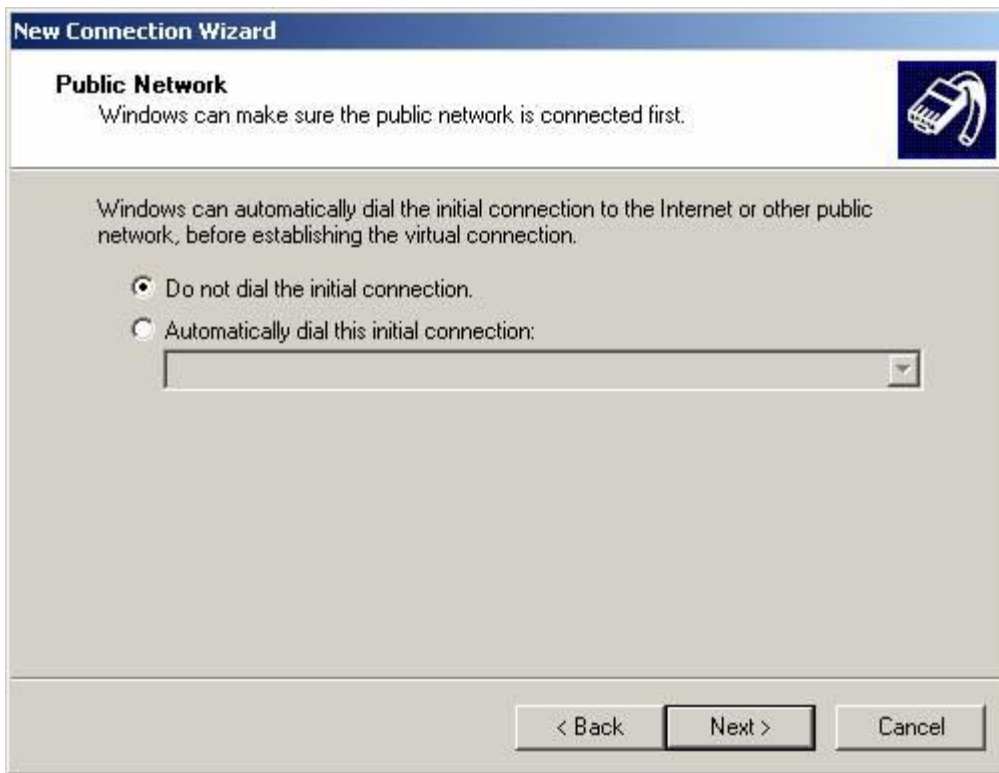 New Connection Wizard
Public Network
Windows can make sure the public network is connected first.
Windows can automatically dial the initial connection to the Internet or other public
network, before establishing the virtual connection.
Do not dial the initial connection.
Automatically dial this initial connection:
< Back
Next >
Cancel